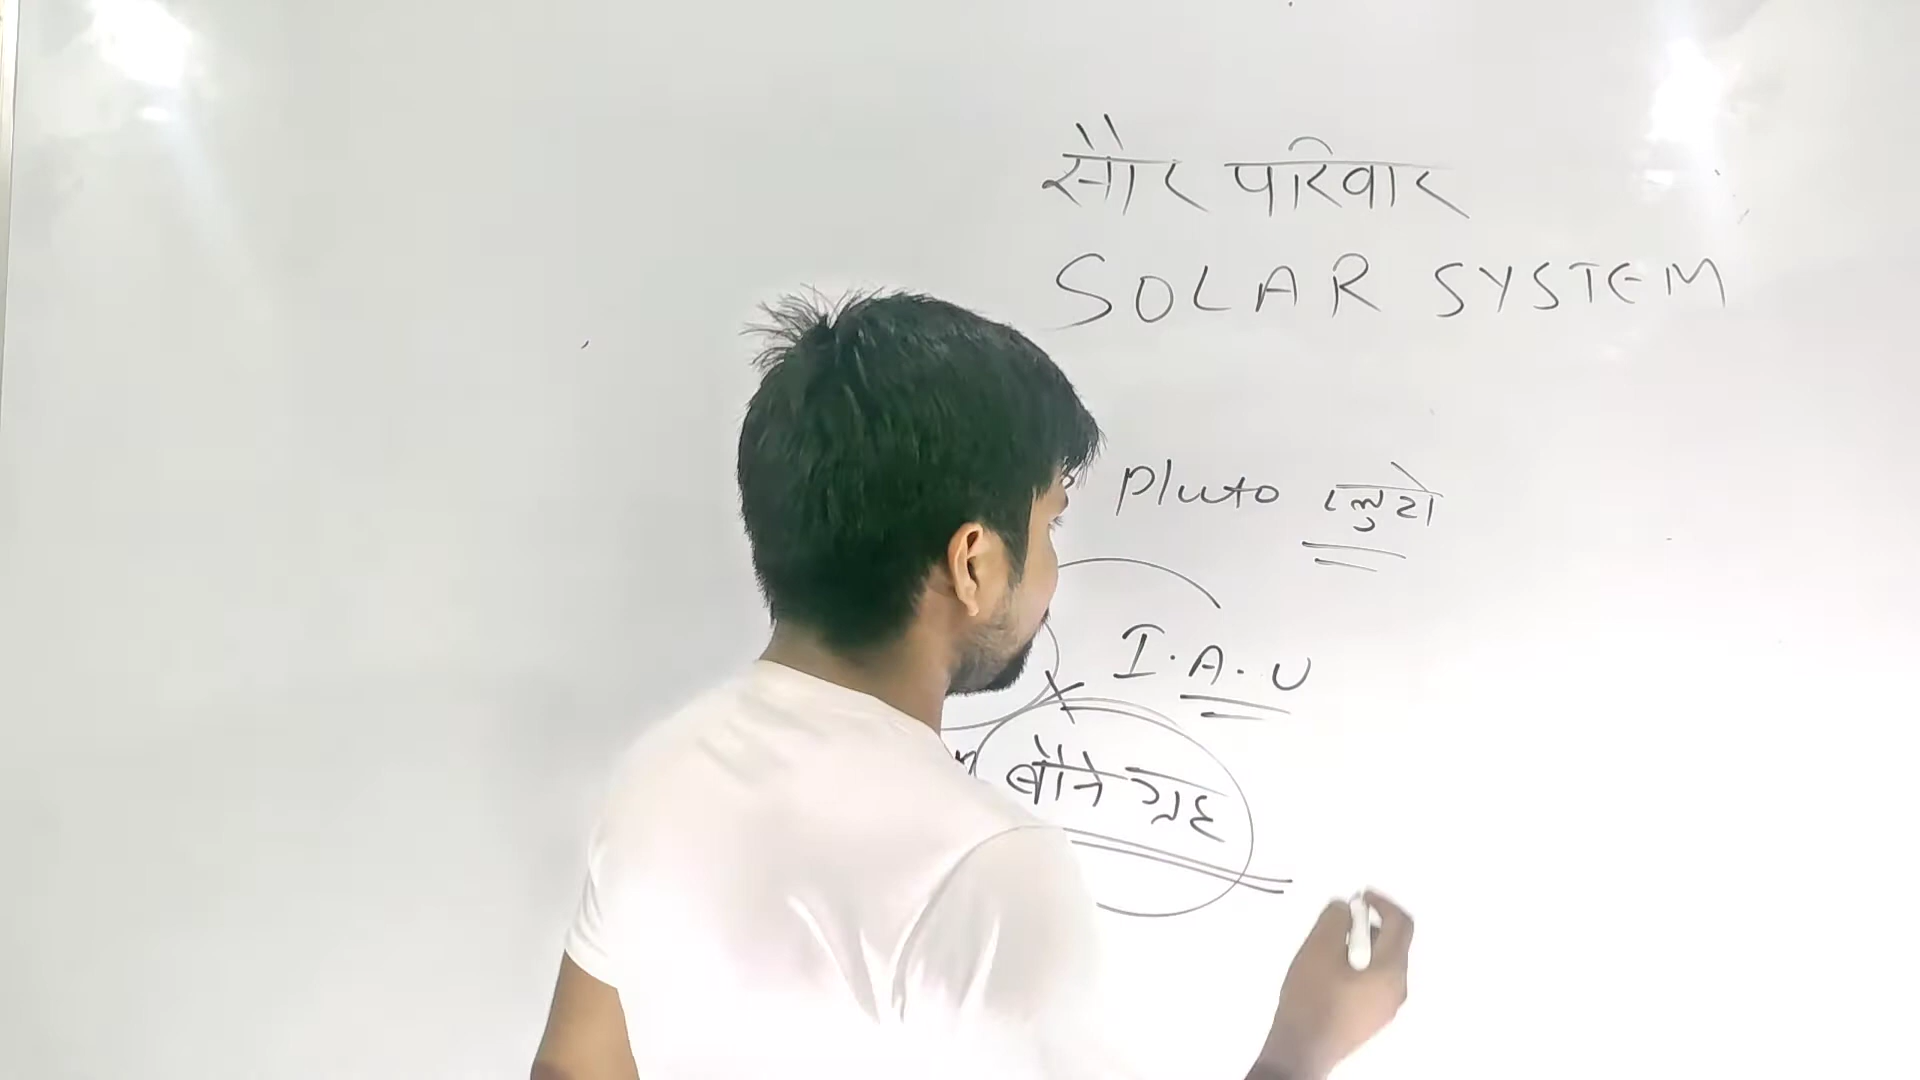 सौर परिवार
SOLAR SYSTEM
Pluto प्लुटो
I.A.U
बौने ग्रह